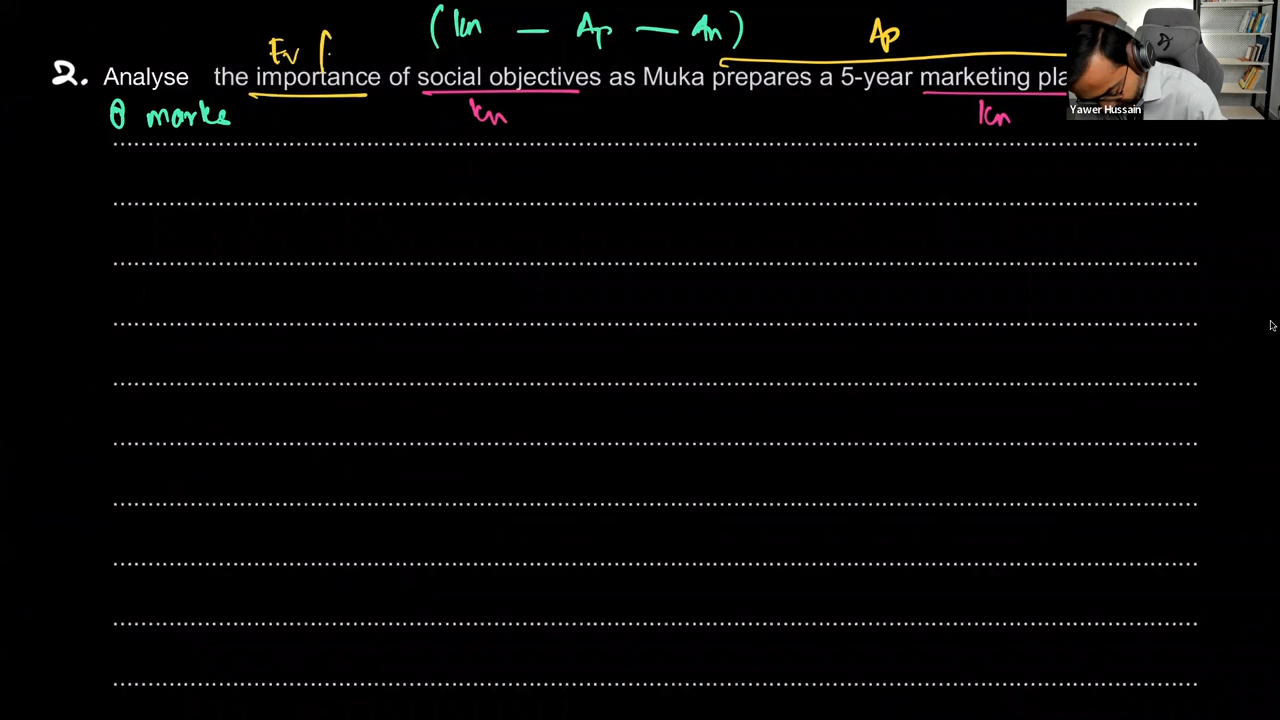 (kn — Ap — An)
Ev (
Ap
2. Analyse the importance of social objectives as Muka prepares a 5-year marketing pla
8 marks
kn
kn
Yawer Hussain